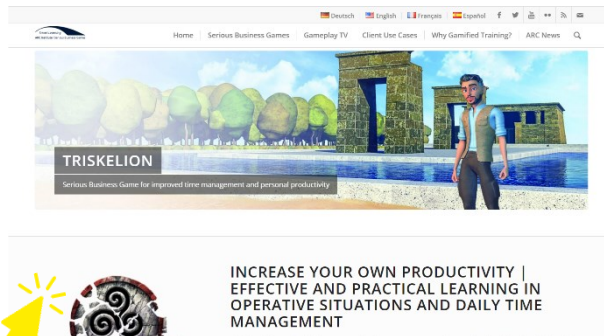 Deutsch English Français Español
Home Serious Business Games Gameplay TV Client Use Cases Why Gamified Training? ARC News
TRISKELION
Serious Business Game for improved time management and personal productivity
INCREASE YOUR OWN PRODUCTIVITY |
EFFECTIVE AND PRACTICAL LEARNING IN
OPERATIVE SITUATIONS AND DAILY TIME
MANAGEMENT